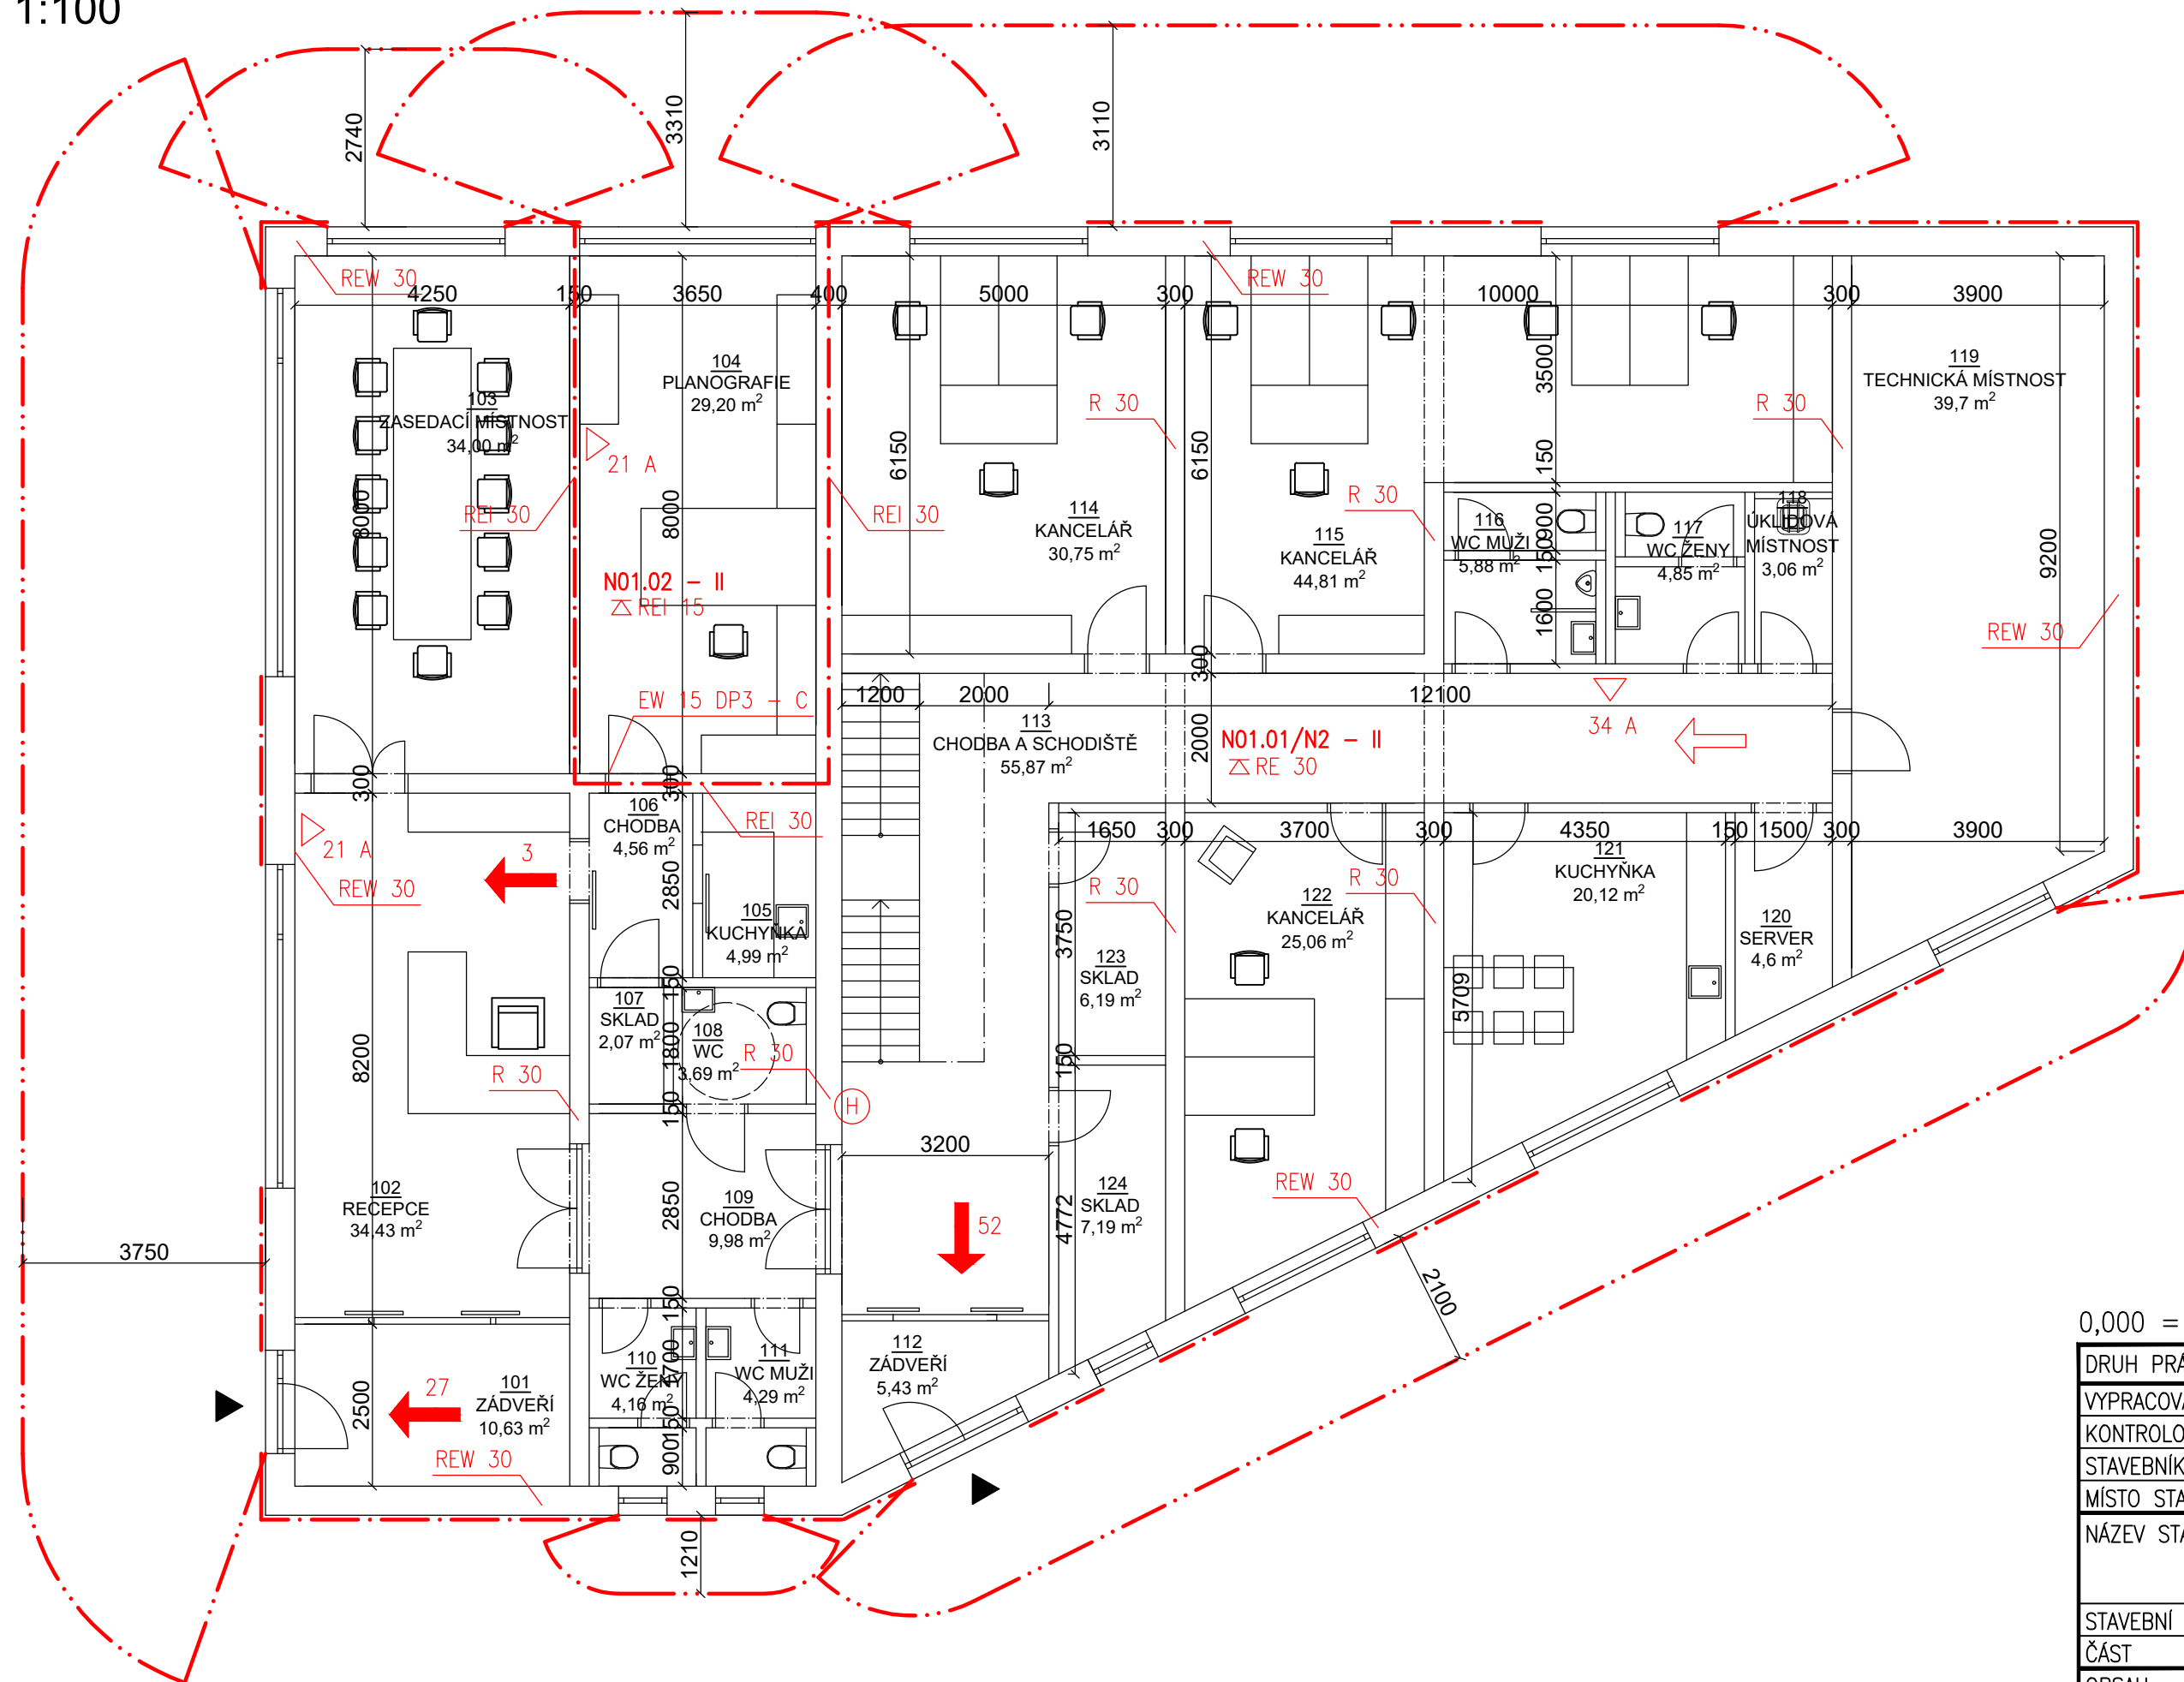 1:100
2740
3310
3110
REW 30
4250
150
3650
400
5000
300
REW 30
10000
300
3900
103
ZASEDACÍ MÍSTNOST
34,00 m²
8000
REI 30
104
PLANOGRAFIE
29,20 m²
21 A
8000
N01.02 - II
REI 15
EW 15 DP3 - C
REI 30
6150
R 30
114
KANCELÁŘ
30,75 m²
6150
115
KANCELÁŘ
44,81 m²
R 30
3500
150
900
150
1600
R 30
116
WC MUŽI
5,88 m²
117
WC ŽENY
4,85 m²
118
ÚKLIDOVÁ
MÍSTNOST
3,06 m²
119
TECHNICKÁ MÍSTNOST
39,7 m²
9200
REW 30
1200
2000
300
12100
113
CHODBA A SCHODIŠTĚ
55,87 m²
2000
N01.01/N2 - II
RE 30
34 A
300
300
21 A
REW 30
3
106
CHODBA
4,56 m²
REI 30
2850
105
KUCHYŇKA
4,99 m²
150
107
SKLAD
2,07 m²
1800
108
WC
3,69 m²
R 30
H
150
8200
R 30
1650
300
3700
300
4350
150
1500
300
3900
R 30
R 30
3750
123
SKLAD
6,19 m²
122
KANCELÁŘ
25,06 m²
121
KUCHYŇKA
20,12 m²
120
SERVER
4,6 m²
5709
150
3200
4772
124
SKLAD
7,19 m²
REW 30
52
102
RECEPCE
34,43 m²
2850
109
CHODBA
9,98 m²
3750
2100
150
1700
110
WC ŽENY
4,16 m²
111
WC MUŽI
4,29 m²
112
ZÁDVEŘÍ
5,43 m²
2500
27
101
ZÁDVEŘÍ
10,63 m²
150
900
REW 30
1210
0,000 =
DRUH PRÁ
VYPRACOVA
KONTROLO
STAVEBNÍK
MÍSTO STA
NÁZEV STA
STAVEBNÍ
ČÁST